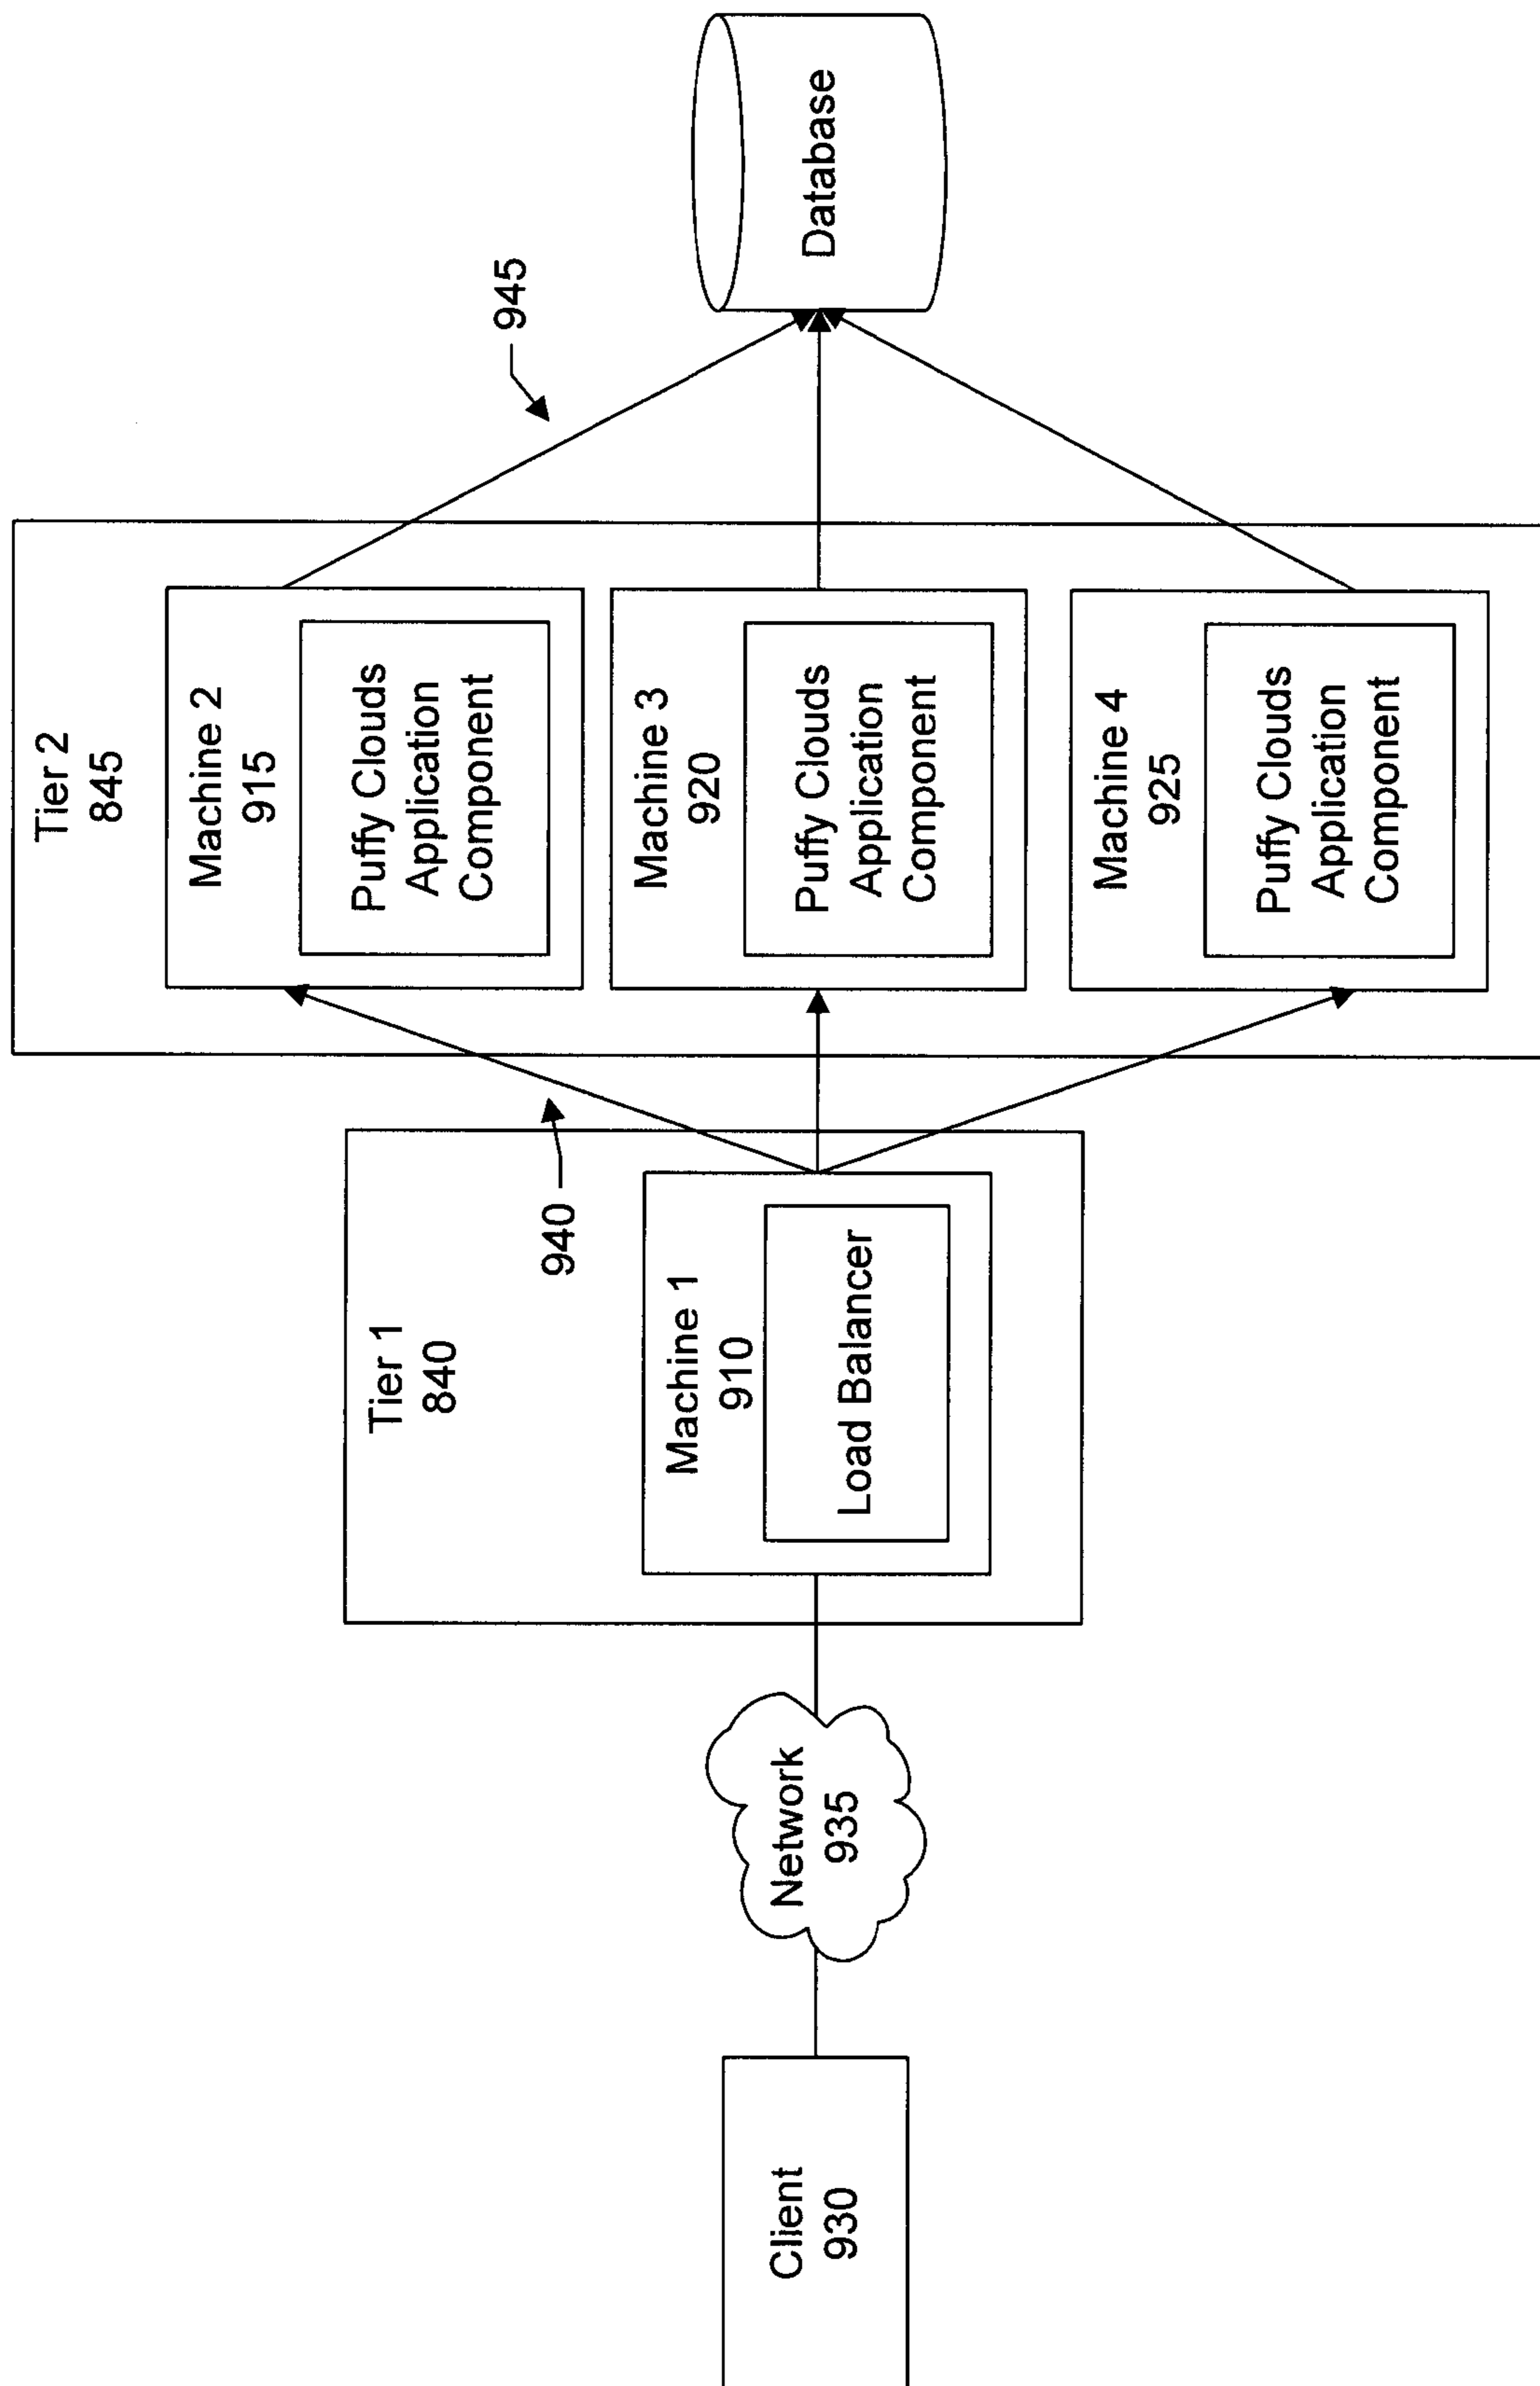 Client
930
Network
935
Tier 1
840
Machine 1
910
Load Balancer
940
Tier 2
845
Machine 2
915
Puffy Clouds
Application
Component
Machine 3
920
Puffy Clouds
Application
Component
Machine 4
925
Puffy Clouds
Application
Component
945
Database